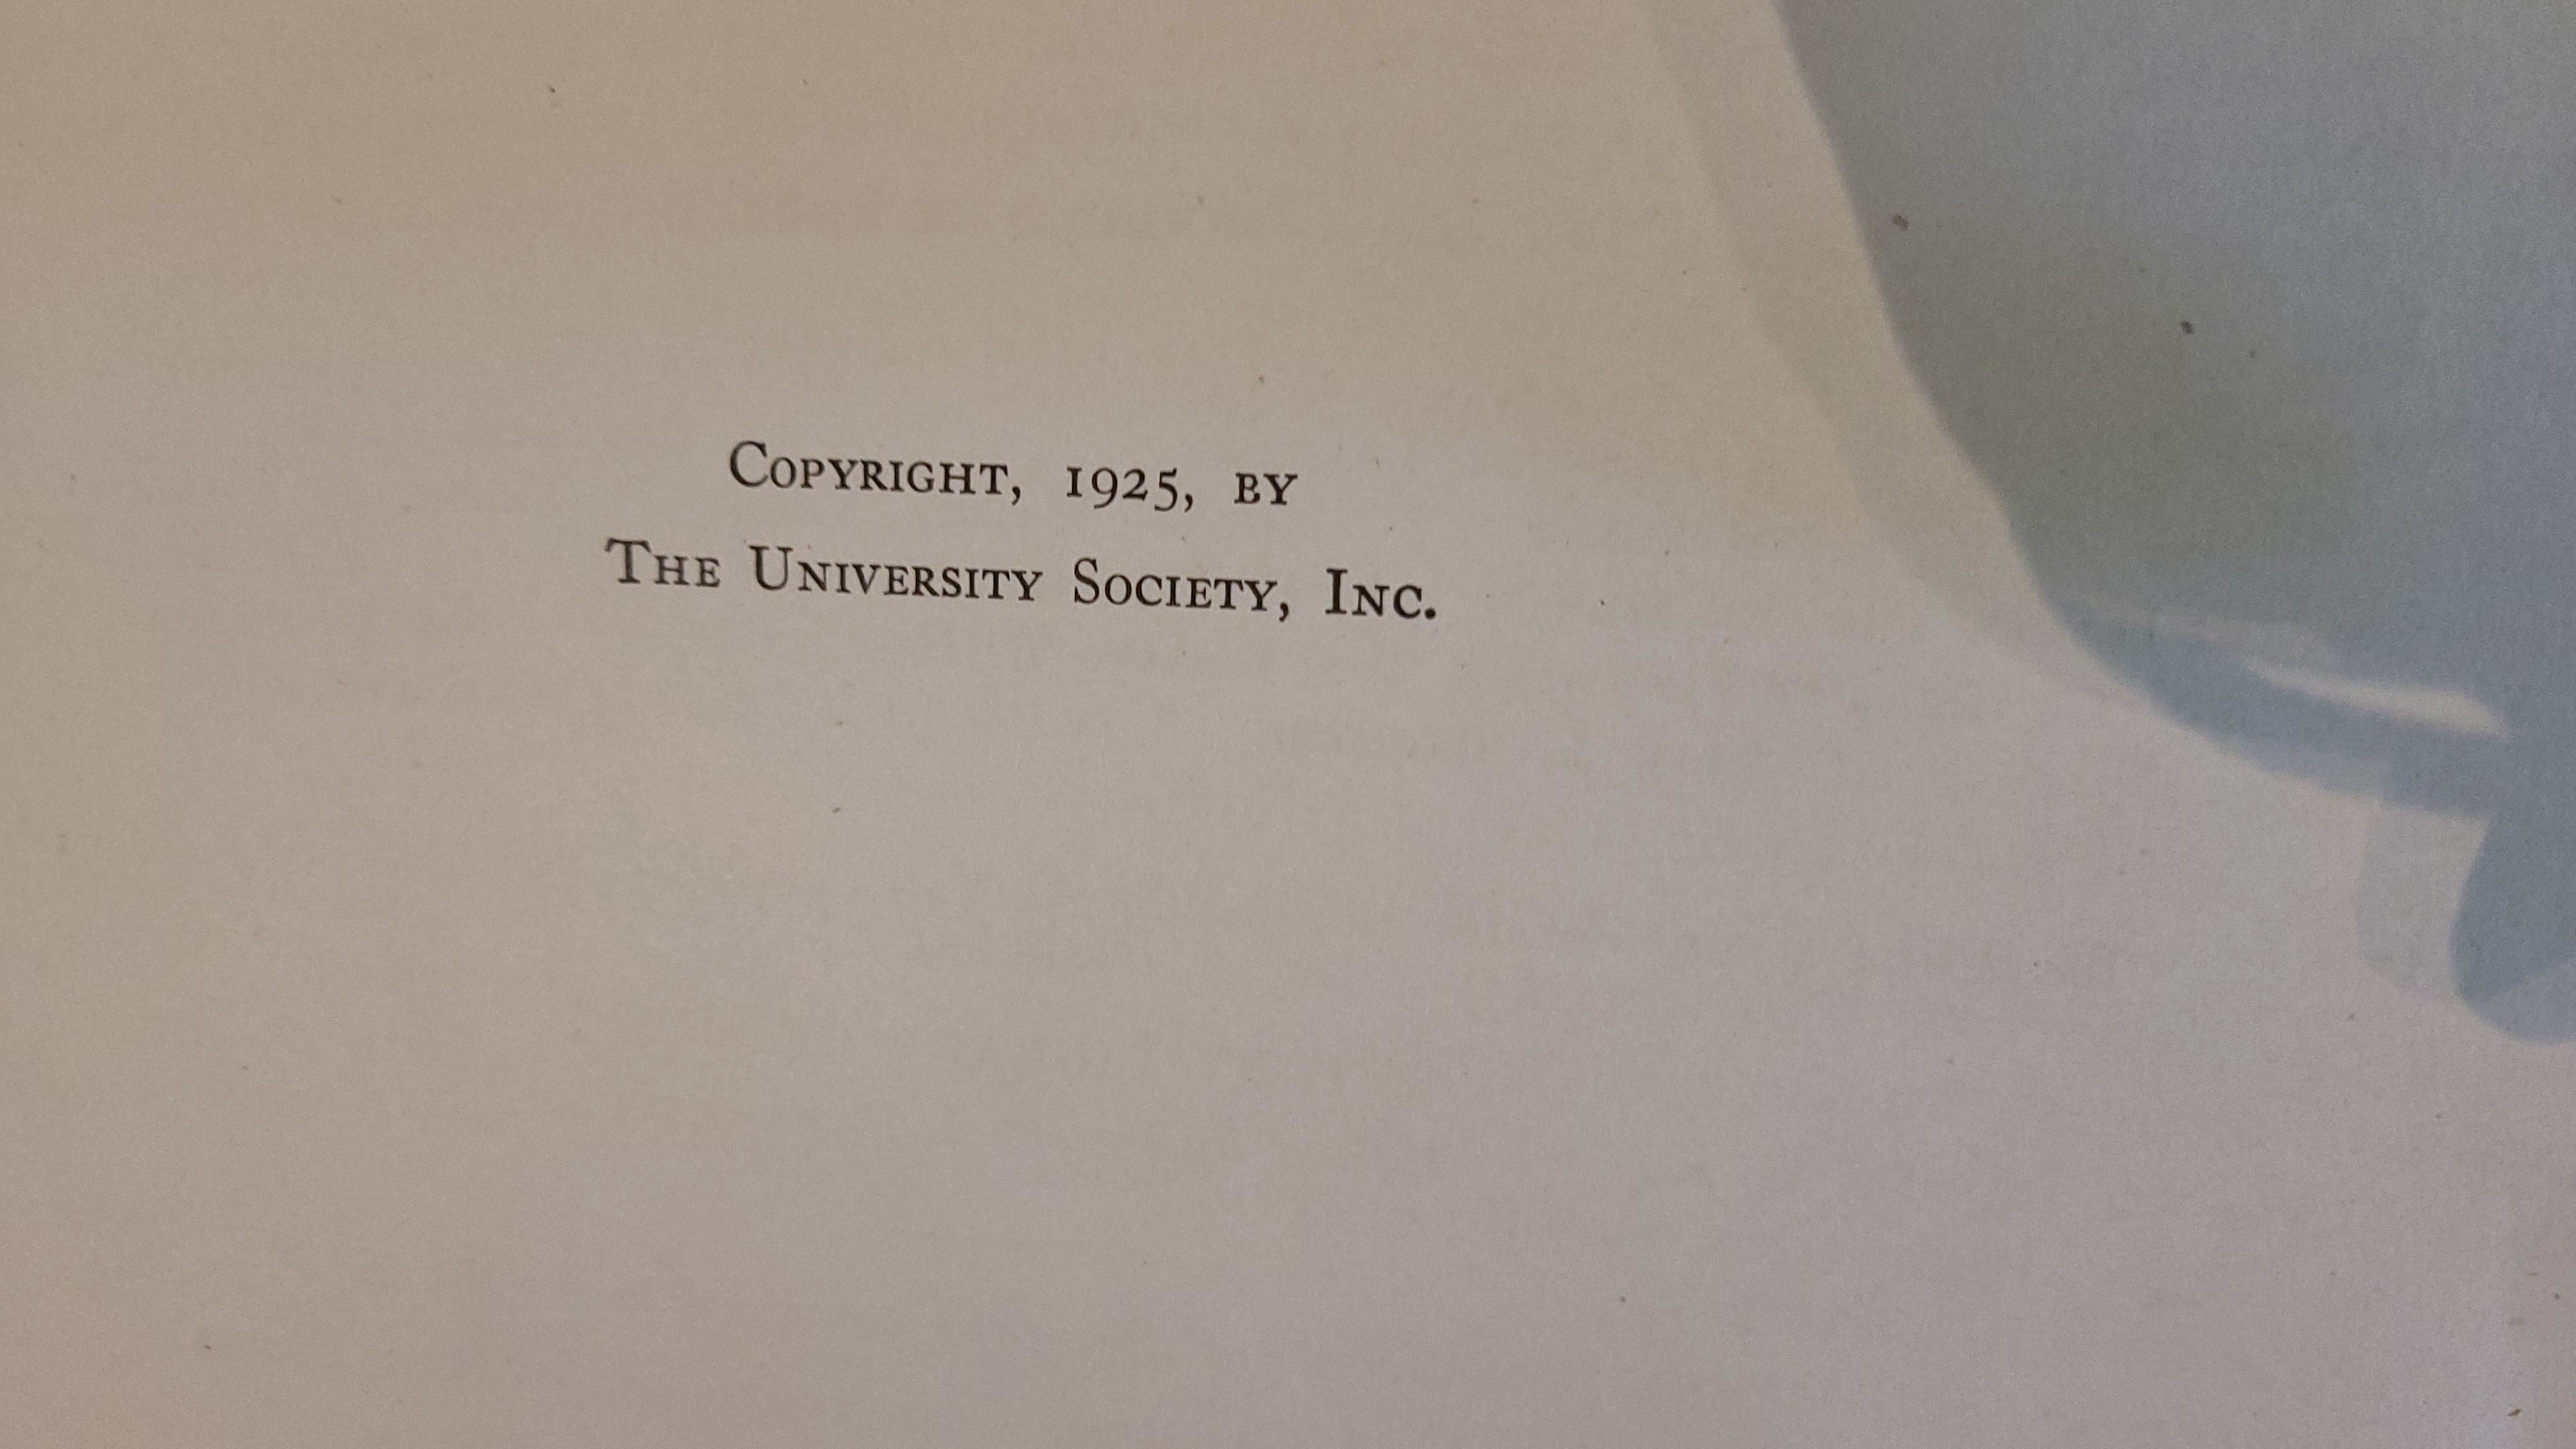 Copyright, 1925, by
The University Society, Inc.